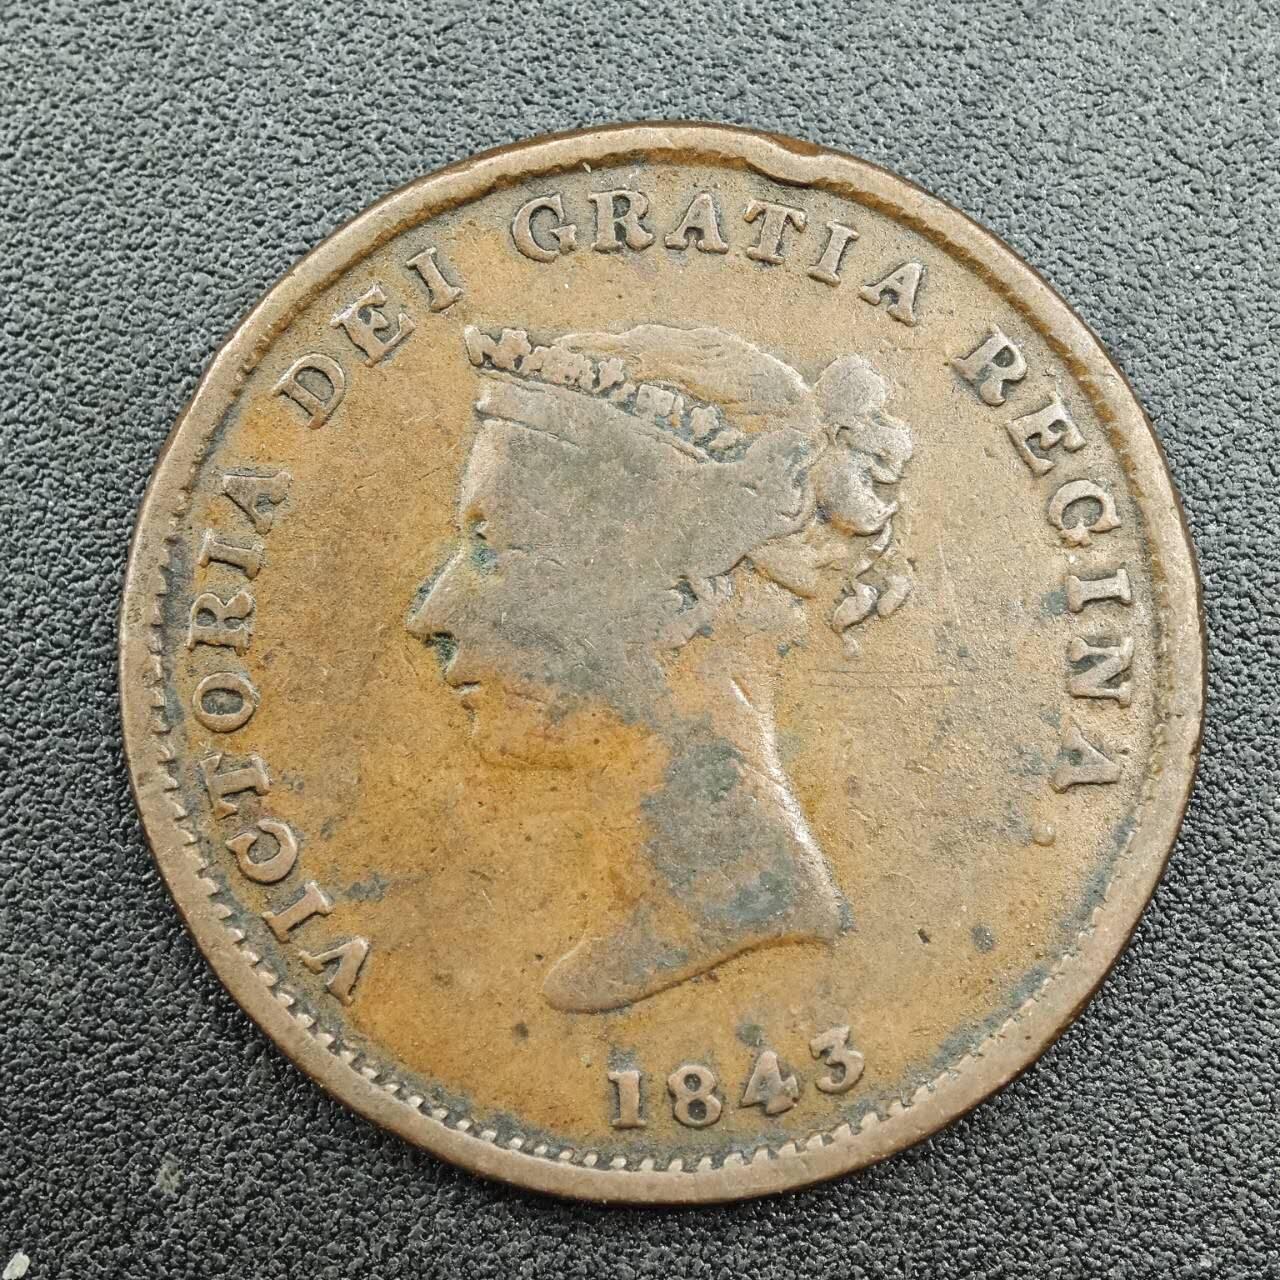 VICTORIA DEI GRATIA REGINA
1843